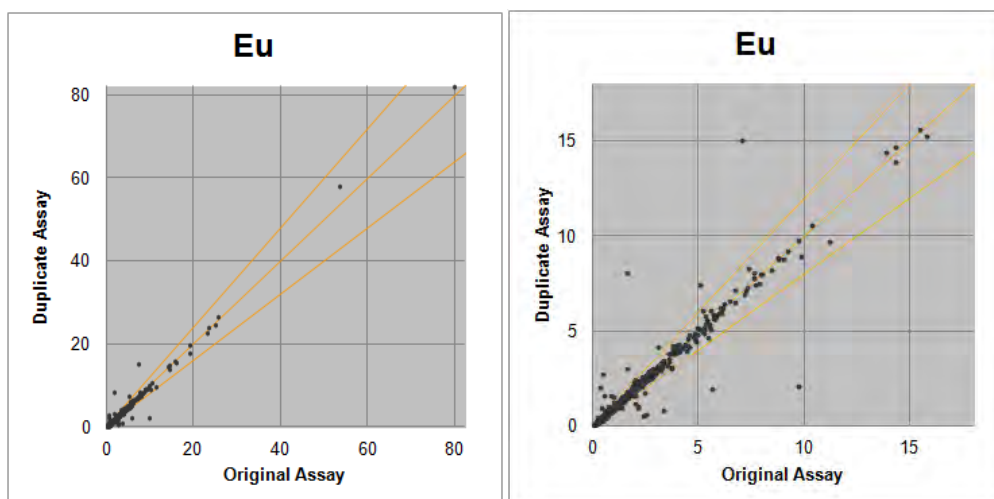 Eu
80
60
40
20
0
Duplicate Assay
0 20 40 60 80
Original Assay
Eu
15
10
5
0
Duplicate Assay
0 5 10 15
Original Assay